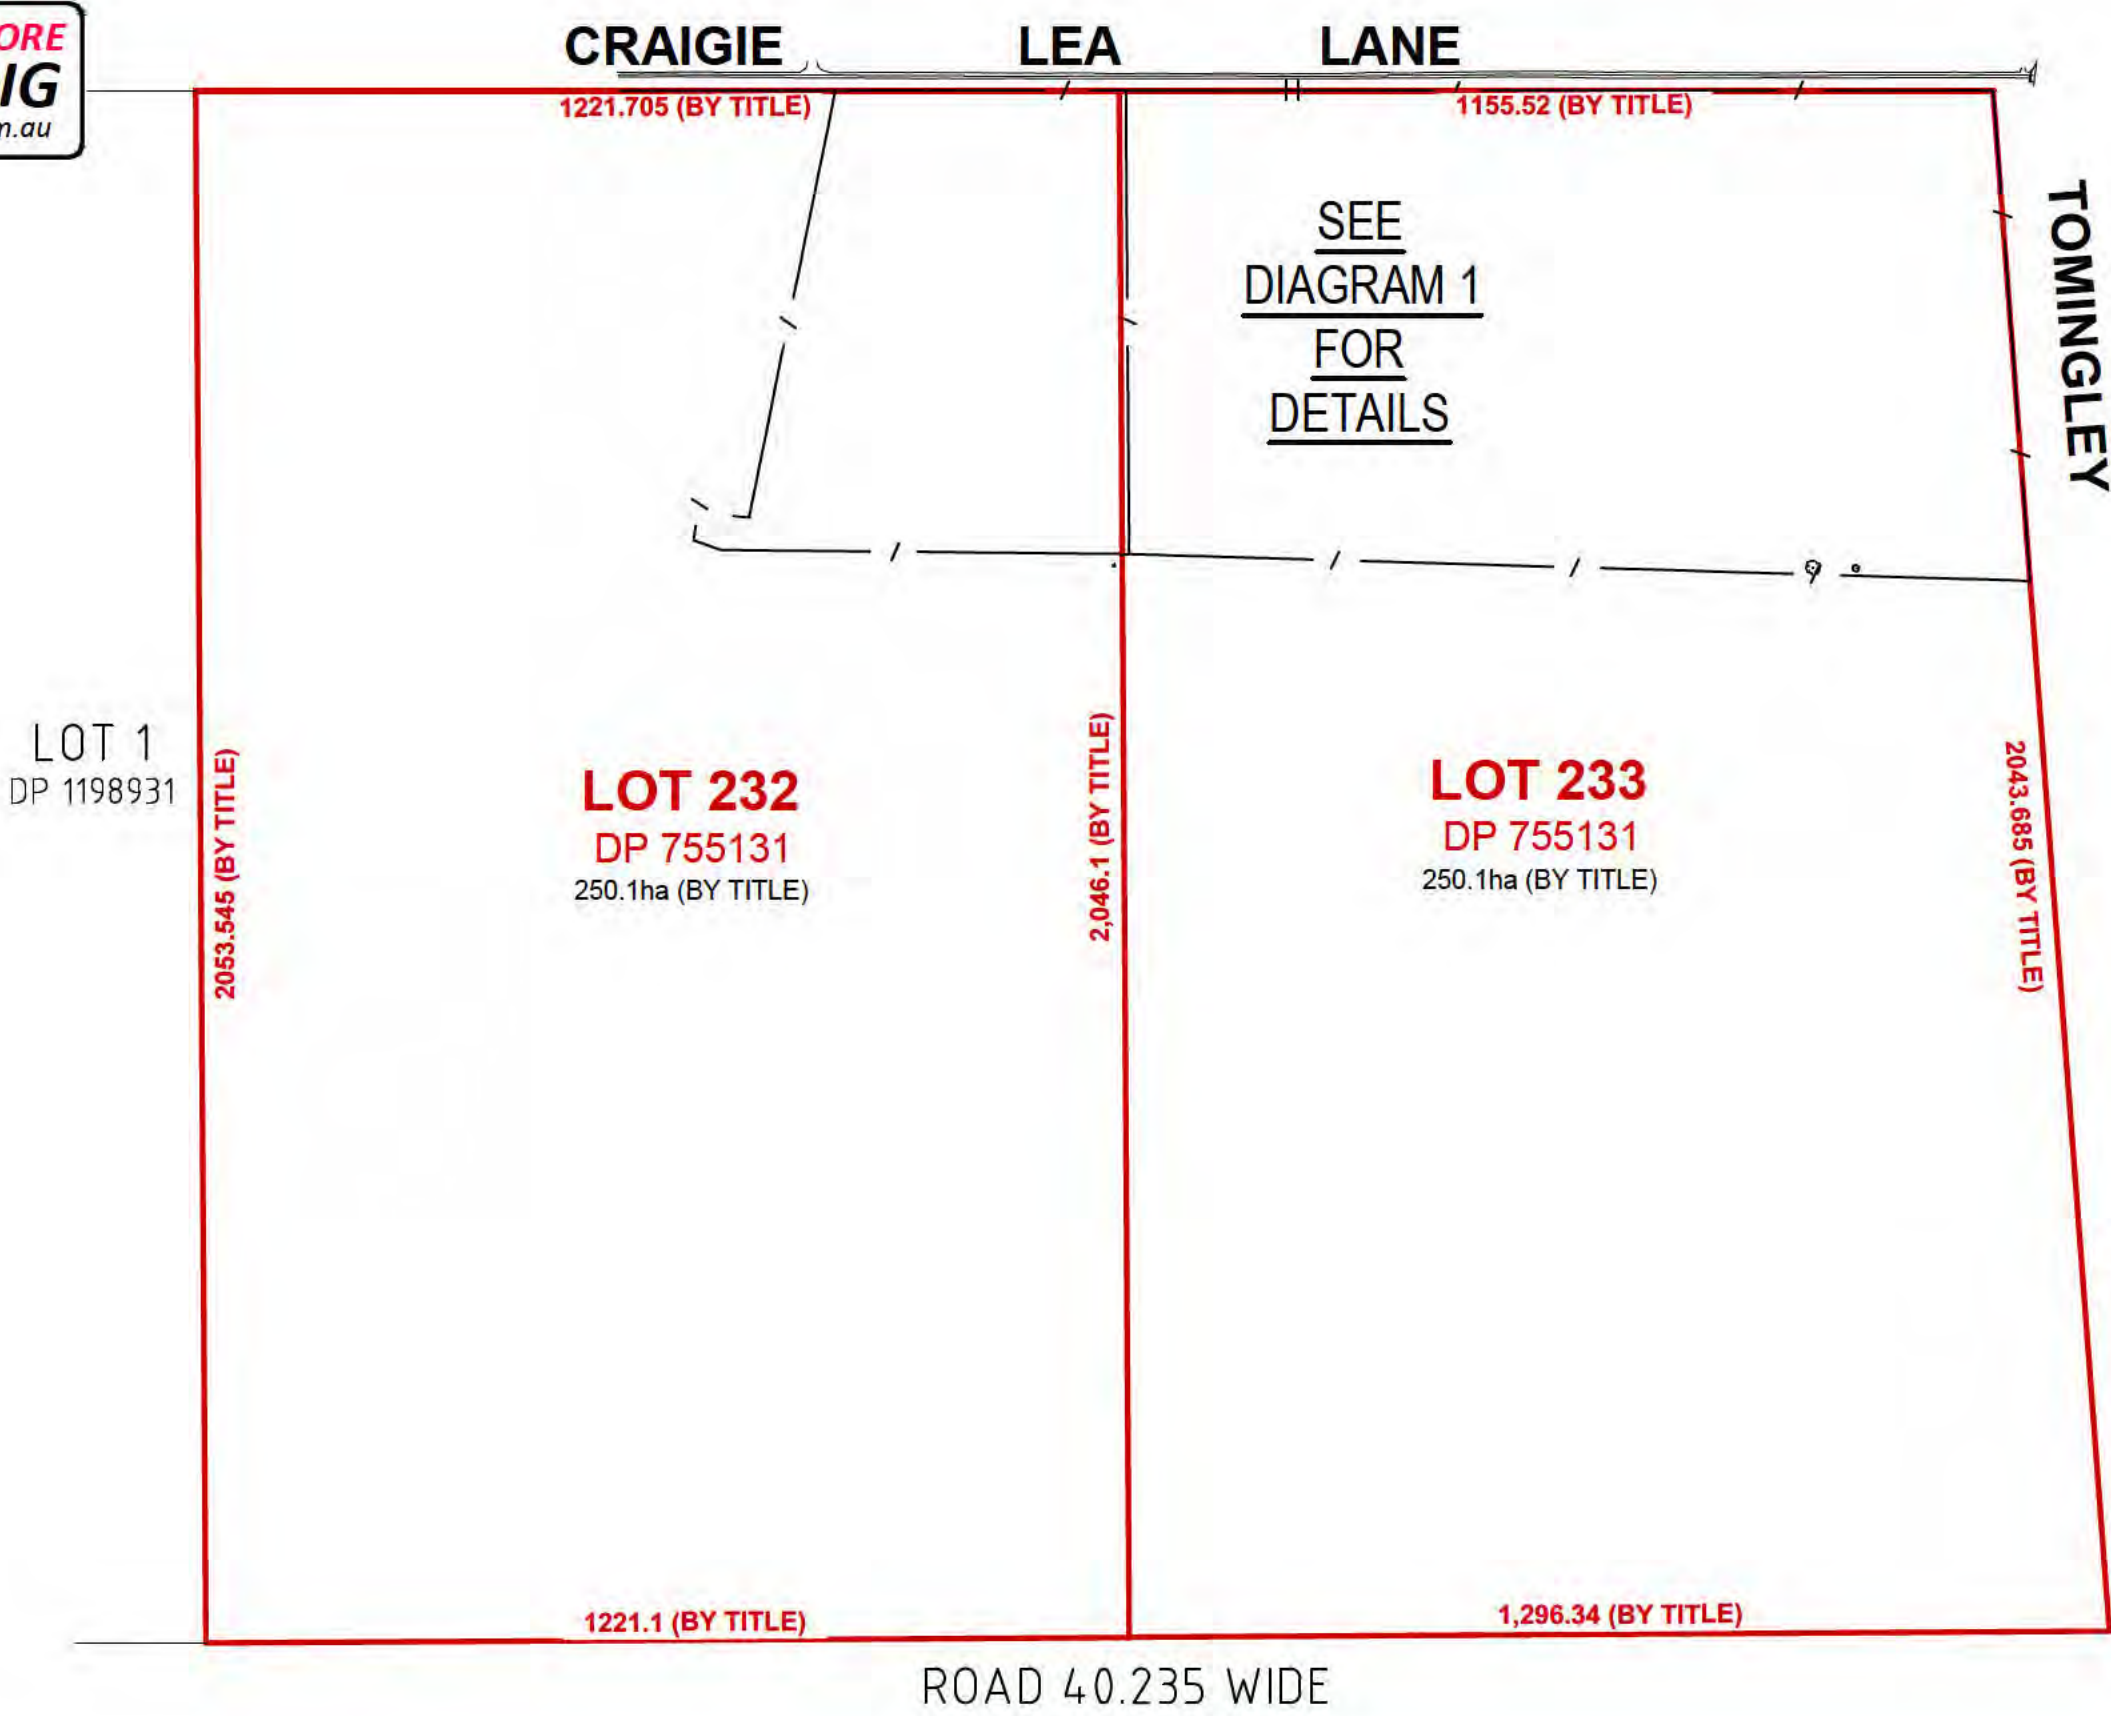 ORE
IG
n.au
CRAIGIE LEA LANE
1221.705 (BY TITLE)
1155.52 (BY TITLE)
SEE
DIAGRAM 1
FOR
DETAILS
TOMINGLEY
LOT 1
DP 1198931
2053.545 (BY TITLE)
LOT 232
DP 755131
250.1ha (BY TITLE)
2,046.1 (BY TITLE)
LOT 233
DP 755131
250.1ha (BY TITLE)
2043.685 (BY TITLE)
1221.1 (BY TITLE)
1,296.34 (BY TITLE)
ROAD 40.235 WIDE